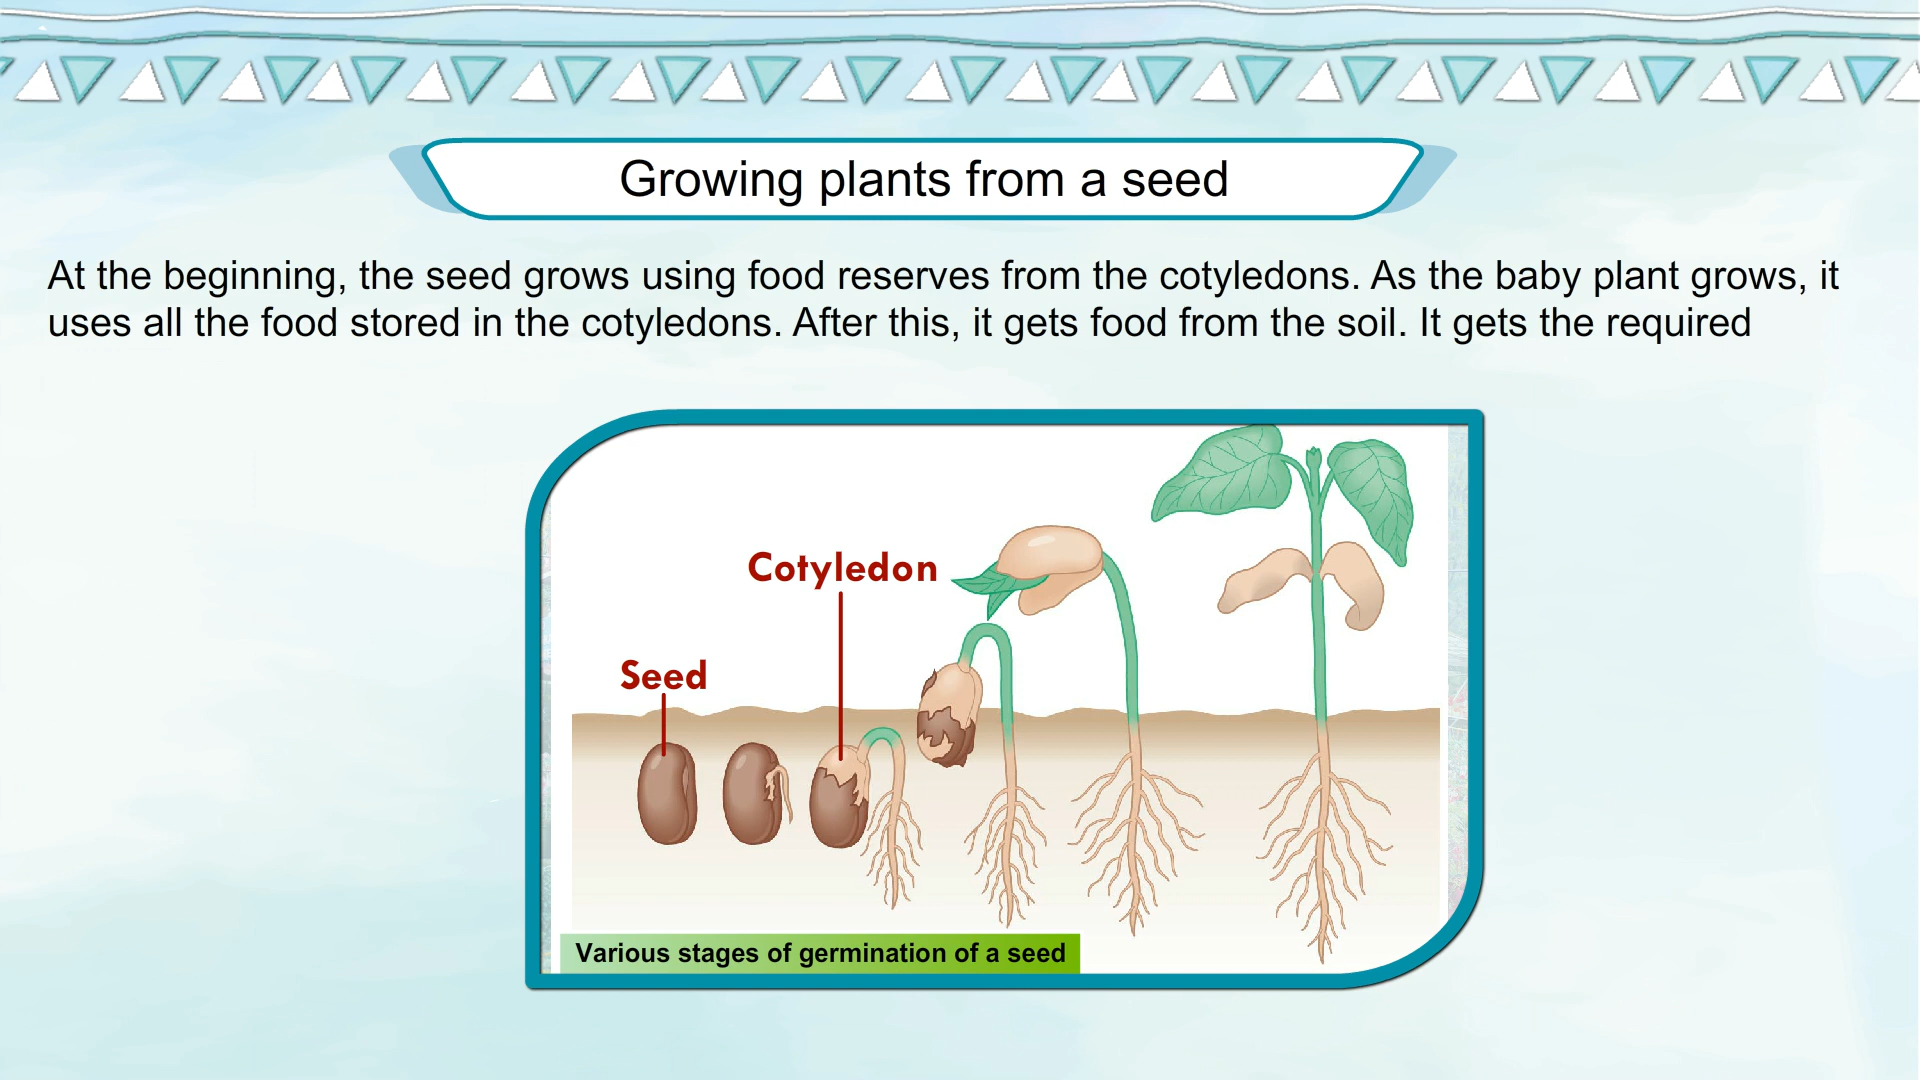 Growing plants from a seed
At the beginning, the seed grows using food reserves from the cotyledons. As the baby plant grows, it
uses all the food stored in the cotyledons. After this, it gets food from the soil. It gets the required
Cotyledon
Seed
Various stages of germination of a seed